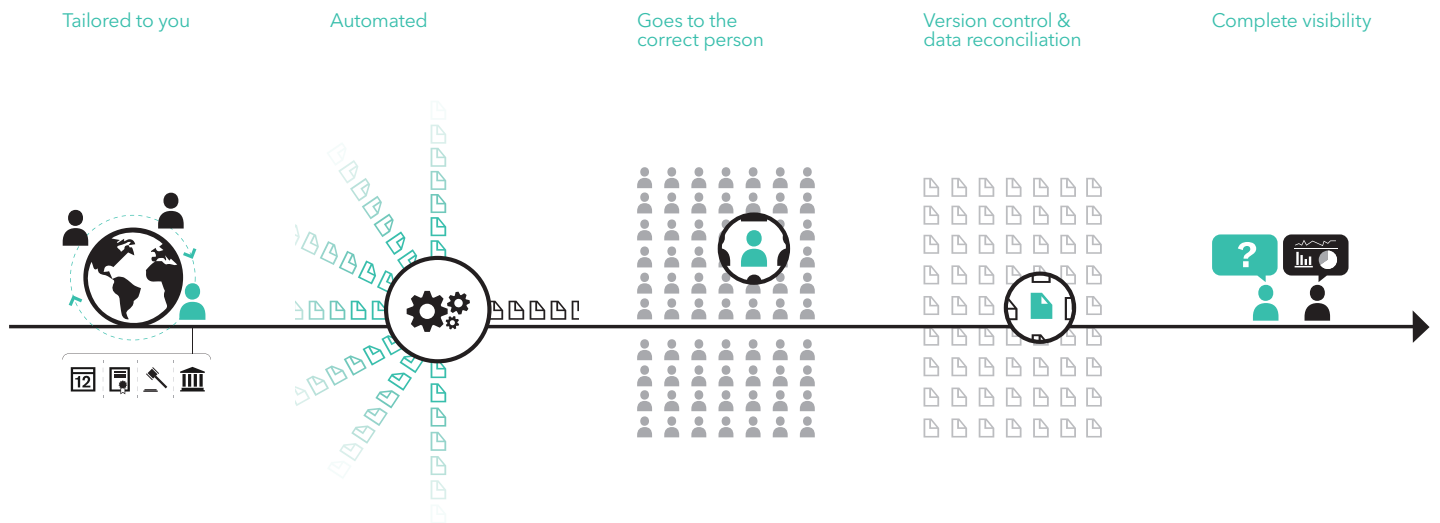 Tailored to you
Automated
Goes to the
correct person
Version control &
data reconciliation
Complete visibility
?
12